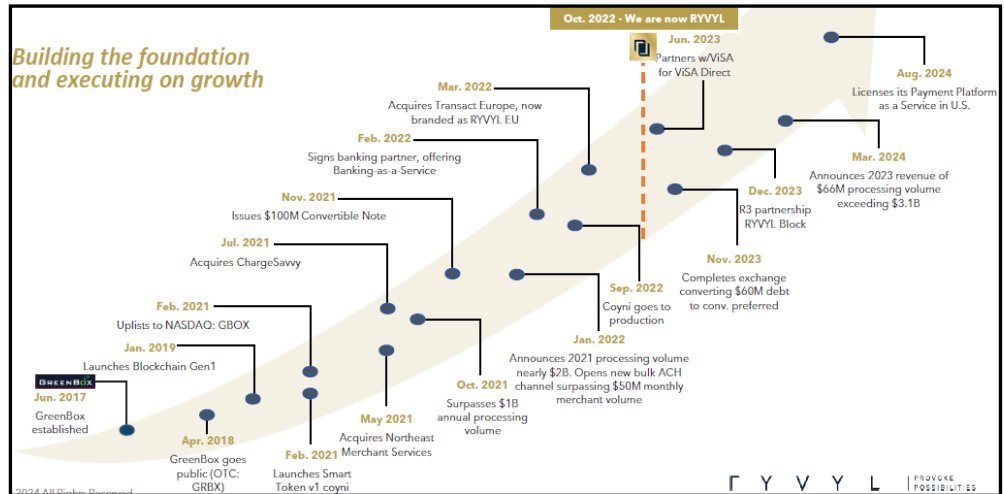 Building the foundation
and executing on growth
Oct. 2022 - We are now RYVYL
Jun. 2023
Partners w/ViSA
for ViSA Direct
Aug. 2024
Licenses its Payment Platform
as a Service in U.S.
Mar. 2022
Acquires Transact Europe, now
branded as RYVYL EU
Feb. 2022
Signs banking partner, offering
Banking-as-a-Service
Mar. 2024
Announces 2023 revenue of
$66M processing volume
exceeding $3.1B
Nov. 2021
Issues $100M Convertible Note
Dec. 2023
R3 partnership
RYVYL Block
Jul. 2021
Acquires ChargeSavvy
Nov. 2023
Completes exchange
converting $60M debt
to conv. preferred
Sep. 2022
Coyni goes to
production
Feb. 2021
Uplists to NASDAQ: GBOX
Jan. 2022
Announces 2021 processing volume
nearly $2B. Opens new bulk ACH
channel surpassing $50M monthly
merchant volume
Jan. 2019
Launches Blockchain Gen1
GREENBOX
Jun. 2017
GreenBox
established
Oct. 2021
Surpasses $1B
annual processing
volume
May 2021
Acquires Northeast
Merchant Services
Apr. 2018
GreenBox goes
public (OTC:
GRBX)
Feb. 2021
Launches Smart
Token v1 coyni
2024 All Rights Reserved
RYVYL
PROVOKE
POSSIBILITIES